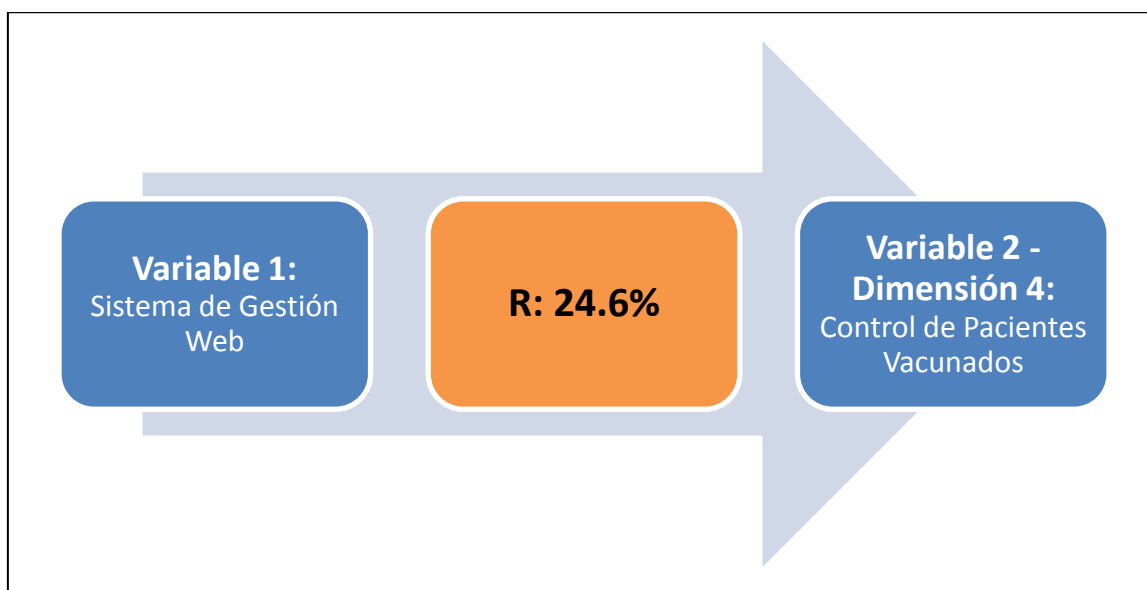 Variable 1:
Sistema de Gestión
Web
R: 24.6%
Variable 2 -
Dimensión 4:
Control de Pacientes
Vacunados